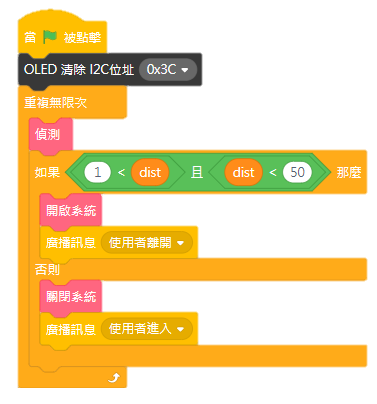 當 被點擊
OLED 清除 I2C位址 0x3C
重複無限次
偵測
如果 1 < dist 且 dist < 50 那麼
開啟系統
廣播訊息 使用者離開
否則
關閉系統
廣播訊息 使用者進入